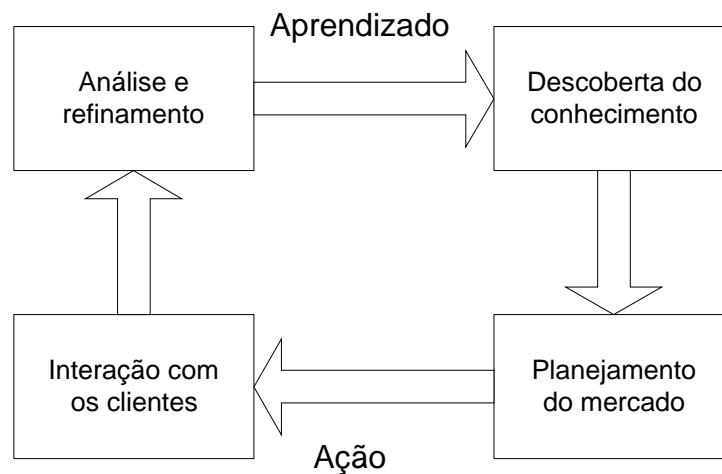 Aprendizado
Análise e
refinamento
Descoberta do
conhecimento
Interação com
os clientes
Planejamento
do mercado
Ação